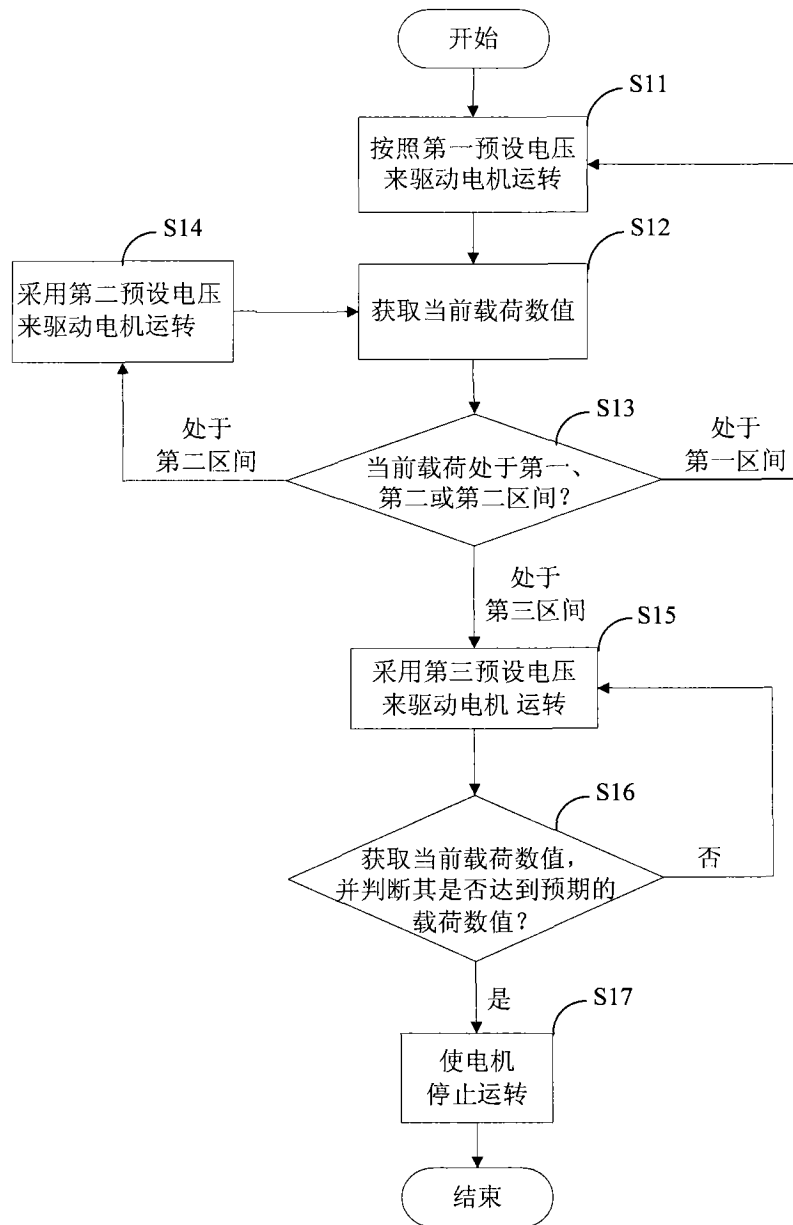 开始
S11
按照第一预设电压
来驱动电机运转
S14
S12
采用第二预设电压
来驱动电机运转
获取当前载荷数值
S13
处于
第二区间
处于
第一区间
当前载荷处于第一、
第二或第二区间？
处于
第三区间
S15
采用第三预设电压
来驱动电机 运转
S16
获取当前载荷数值，
并判断其是否达到预期的
载荷数值？
否
是
S17
使电机
停止运转
结束